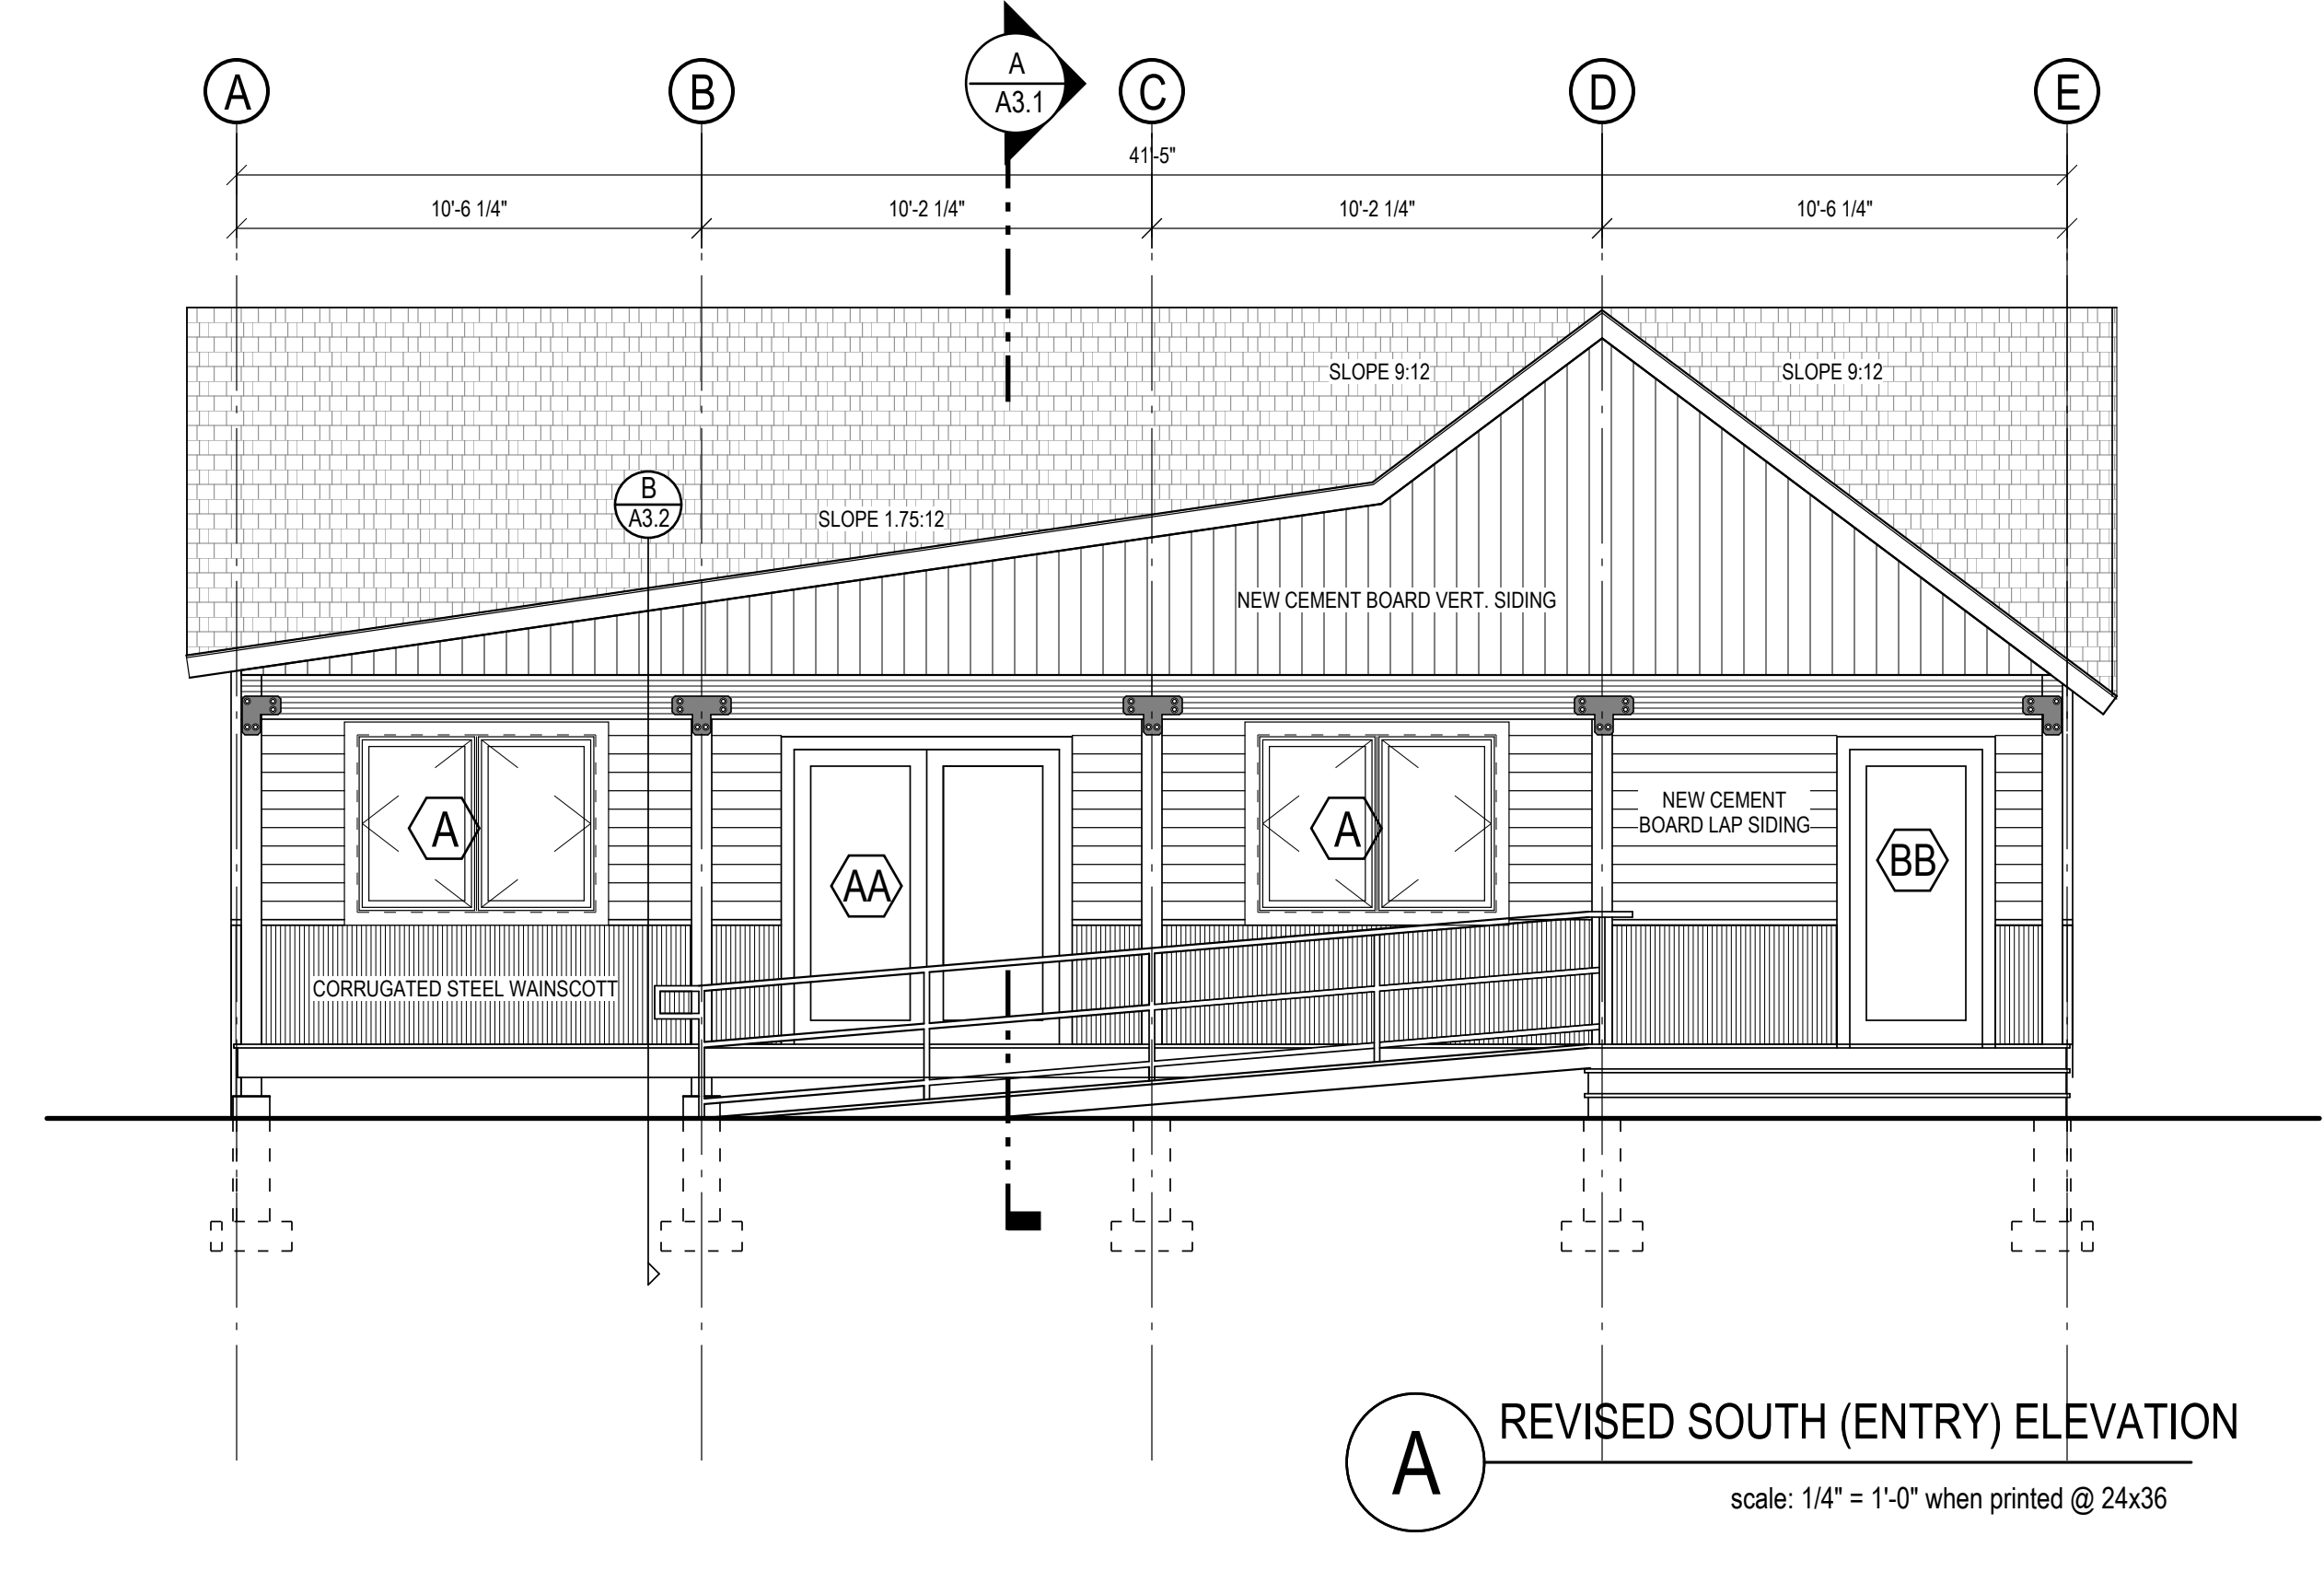 A
B
A
A3.1
C
D
E
41'-5"
10'-6 1/4"
10'-2 1/4"
10'-2 1/4"
10'-6 1/4"
SLOPE 9:12
SLOPE 9:12
B
A3.2
SLOPE 1.75:12
NEW CEMENT BOARD VERT. SIDING
NEW CEMENT
BOARD LAP SIDING
A
A
AA
BB
CORRUGATED STEEL WAINSCOTT
A
REVISED SOUTH (ENTRY) ELEVATION
scale: 1/4" = 1'-0" when printed @ 24x36